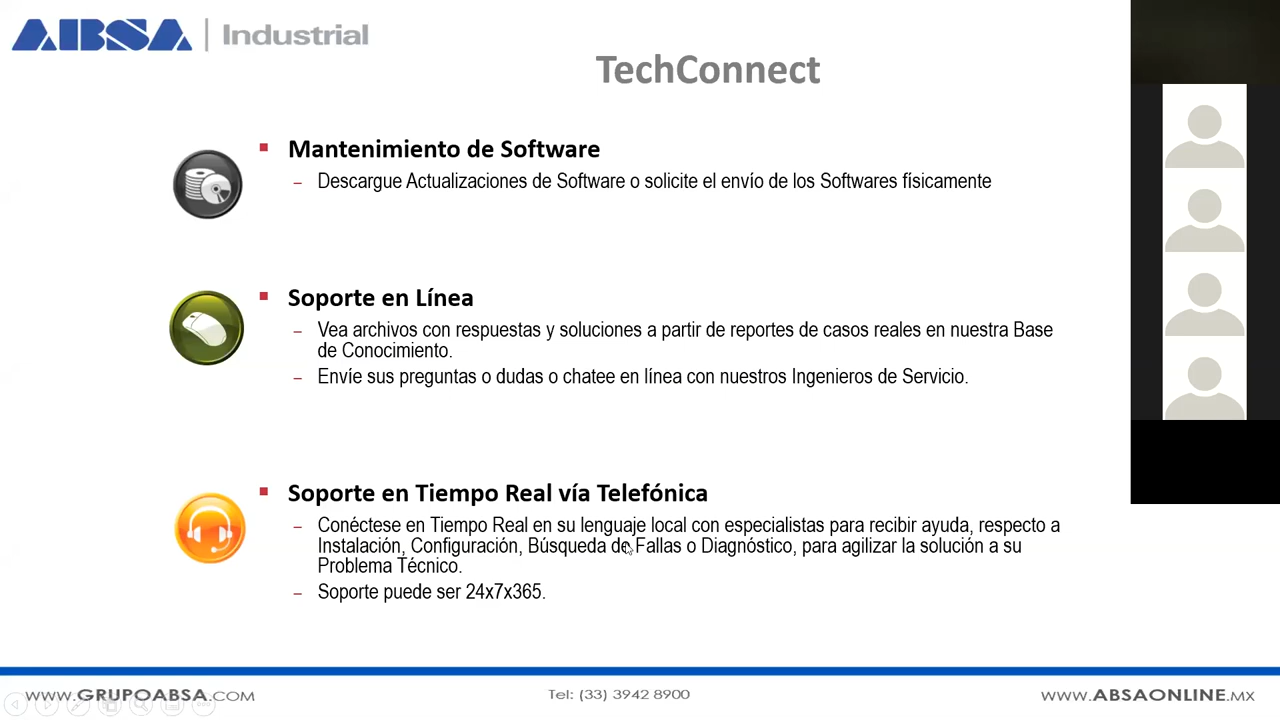 ABSA | Industrial
TechConnect
▪ Mantenimiento de Software
– Descargue Actualizaciones de Software o solicite el envío de los Softwares físicamente
▪ Soporte en Línea
– Vea archivos con respuestas y soluciones a partir de reportes de casos reales en nuestra Base
de Conocimiento.
– Envíe sus preguntas o dudas o chatee en línea con nuestros Ingenieros de Servicio.
▪ Soporte en Tiempo Real vía Telefónica
– Conéctese en Tiempo Real en su lenguaje local con especialistas para recibir ayuda, respecto a
Instalación, Configuración, Búsqueda de Fallas o Diagnóstico, para agilizar la solución a su
Problema Técnico.
– Soporte puede ser 24x7x365.
WWW.GRUPOABSA.COM
Tel: (33) 3942 8900
WWW.ABSAONLINE.MX